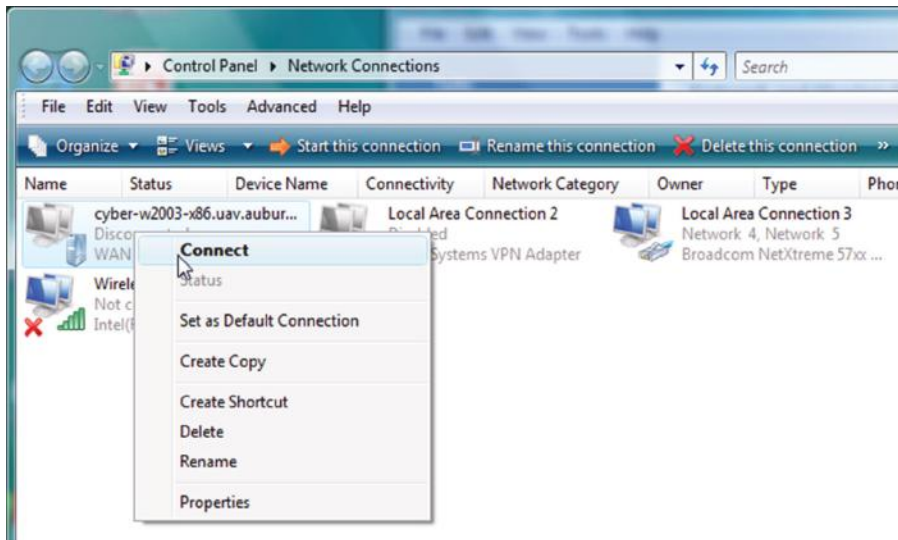 Control Panel ▸ Network Connections Search
File Edit View Tools Advanced Help
Organize Views Start this connection Rename this connection Delete this connection »
Name Status Device Name Connectivity Network Category Owner Type Phon
cyber-w2003-x86.uav.aubur... Local Area Connection 2 Local Area Connection 3
Network 4, Network 5
WAN Systems VPN Adapter Broadcom NetXtreme 57xx ...
Connect
Status
Set as Default Connection
Create Copy
Create Shortcut
Delete
Rename
Properties